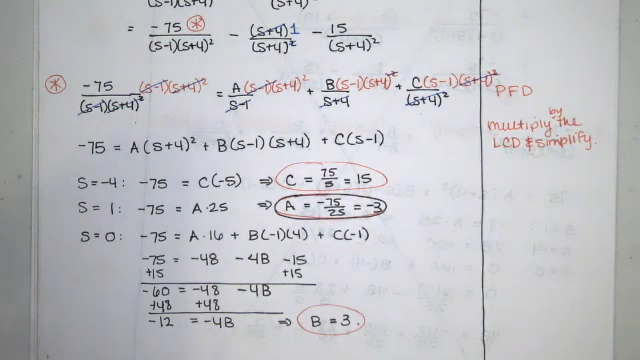 (s-1)(s+4) (s+4)
= -75 * / (s-1)(s+4)² - (s+4)1 / (s+4)² - 15 / (s+4)²
* -75 (s-1)(s+4)² / (s-1)(s+4)² = A(s-1)(s+4)² / s-1 + B(s-1)(s+4)² / s+4 + C(s-1)(s+4)² / (s+4)² PFD
multiply by the
LCD & simplify.
-75 = A(s+4)² + B(s-1)(s+4) + C(s-1)
S=-4: -75 = C(-5) ⇒ C = 75/5 = 15
S=1: -75 = A·25 ⇒ A = -75/25 = -3
S=0: -75 = A·16 + B(-1)(4) + C(-1)
-75 = -48 -4B -15
+15 +15
-60 = -48 -4B
+48 +48
-12 = -4B ⇒ B = 3.